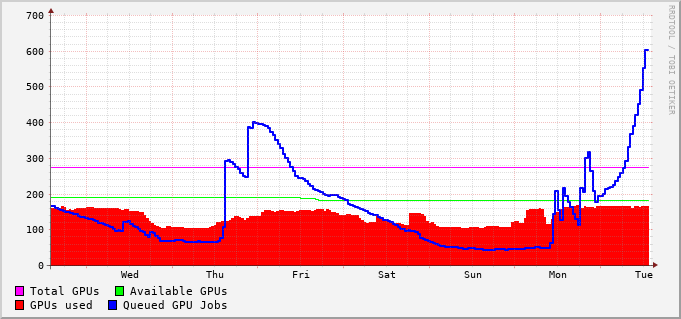 RRDTOOL / TOBI OETIKER
700
600
500
400
300
200
100
0
Wed Thu Fri Sat Sun Mon Tue
Total GPUs Available GPUs
GPUs used Queued GPU Jobs